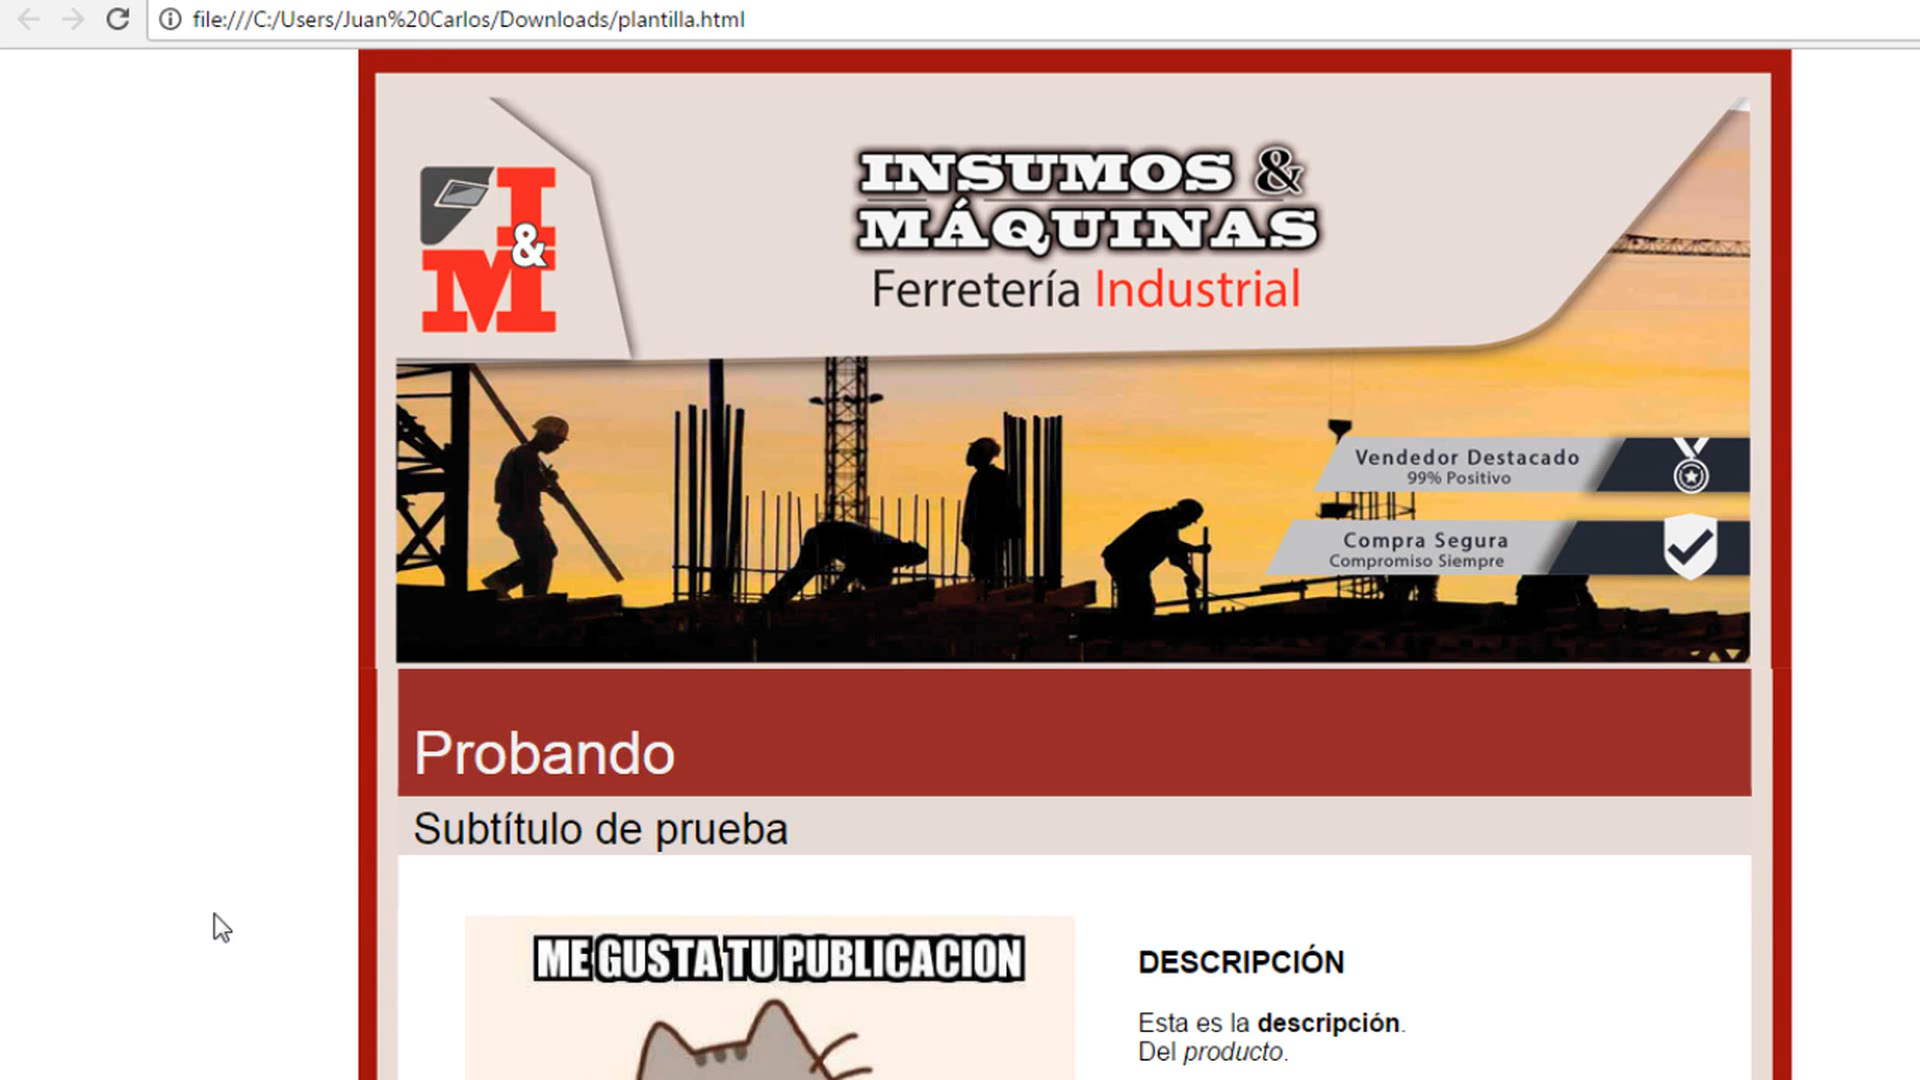 file:///C:/Users/Juan%20Carlos/Downloads/plantilla.html
I
&
M
INSUMOS &
MÁQUINAS
Ferretería Industrial
Vendedor Destacado
99% Positivo
Compra Segura
Compromiso Siempre
Probando
Subtítulo de prueba
ME GUSTA TU PUBLICACION
DESCRIPCIÓN
Esta es la descripción.
Del producto.